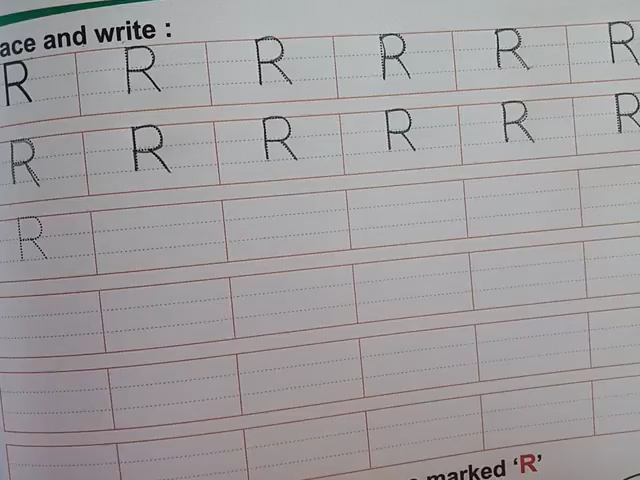 ace and write :
R R R R R R
R R R R R R
R
marked ‘R’